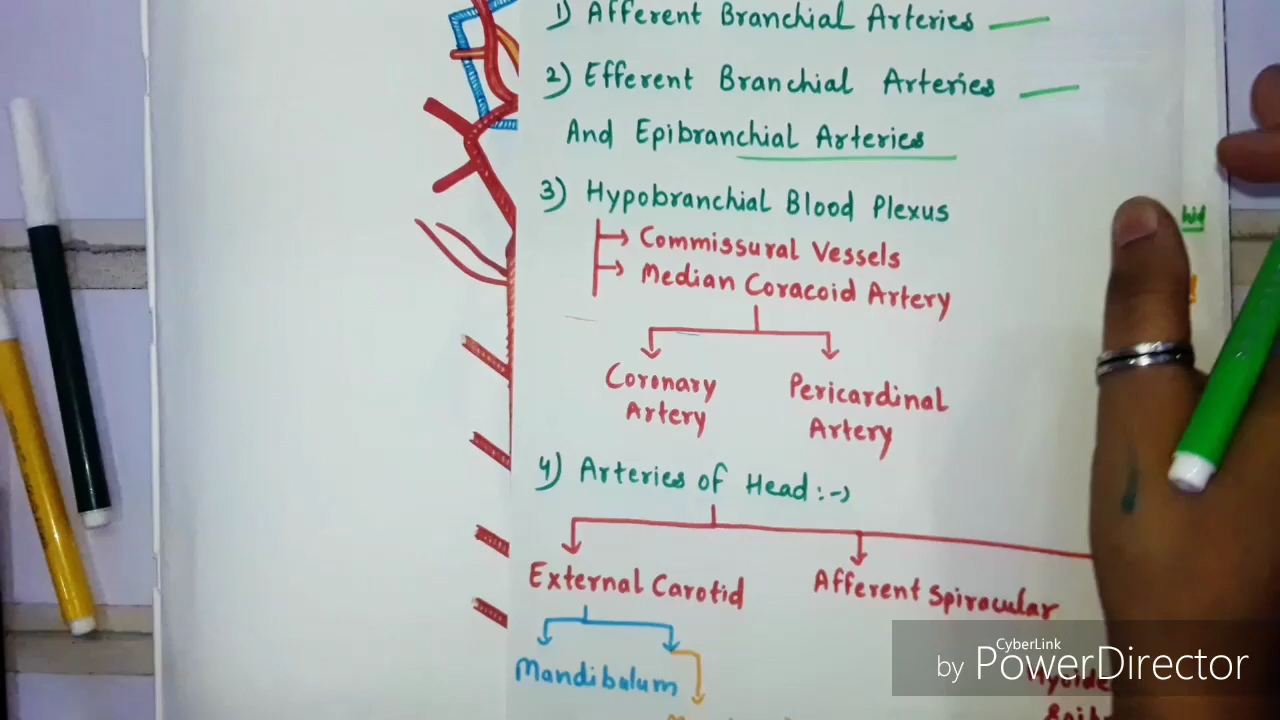 1) Afferent Branchial Arteries
2) Efferent Branchial Arteries
And Epibranchial Arteries
3) Hypobranchial Blood Plexus
Commissural Vessels
Median Coracoid Artery
Coronary Artery
Pericardinal Artery
4) Arteries of Head:->
External Carotid
Afferent Spiracular
Mandibalum
CyberLink
by PowerDirector